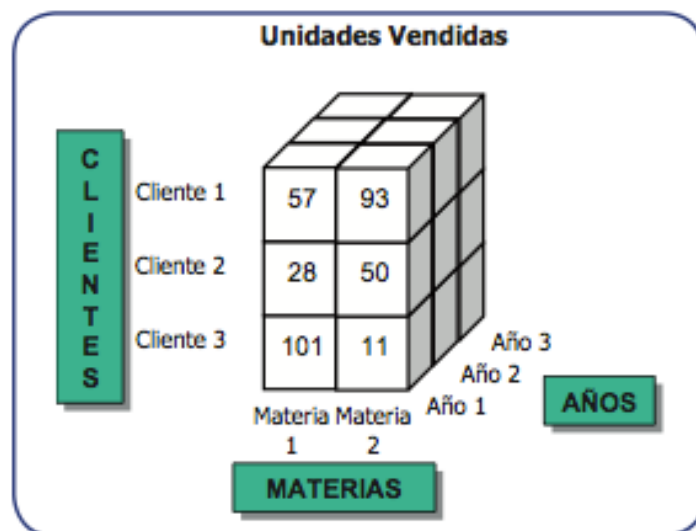 Unidades Vendidas
CLIENTES
Cliente 1
57 93
Cliente 2
28 50
Cliente 3
101 11
Año 3
Año 2
Año 1
AÑOS
Materia Materia
1 2
MATERIAS